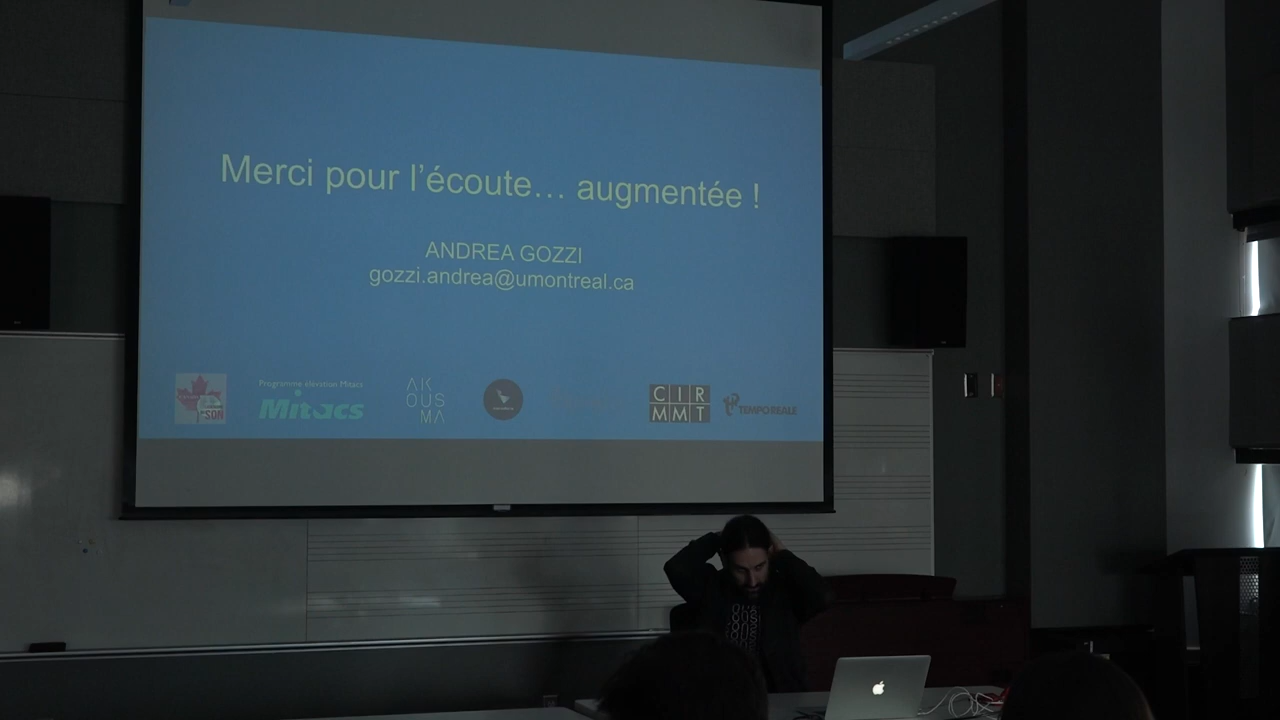 Merci pour l'écoute... augmentée !
ANDREA GOZZI
gozzi.andrea@umontreal.ca
Programme élévation Mitacs
Mitacs
AK
OUS
MA
SON
CIR
MMT
TEMPO REALE